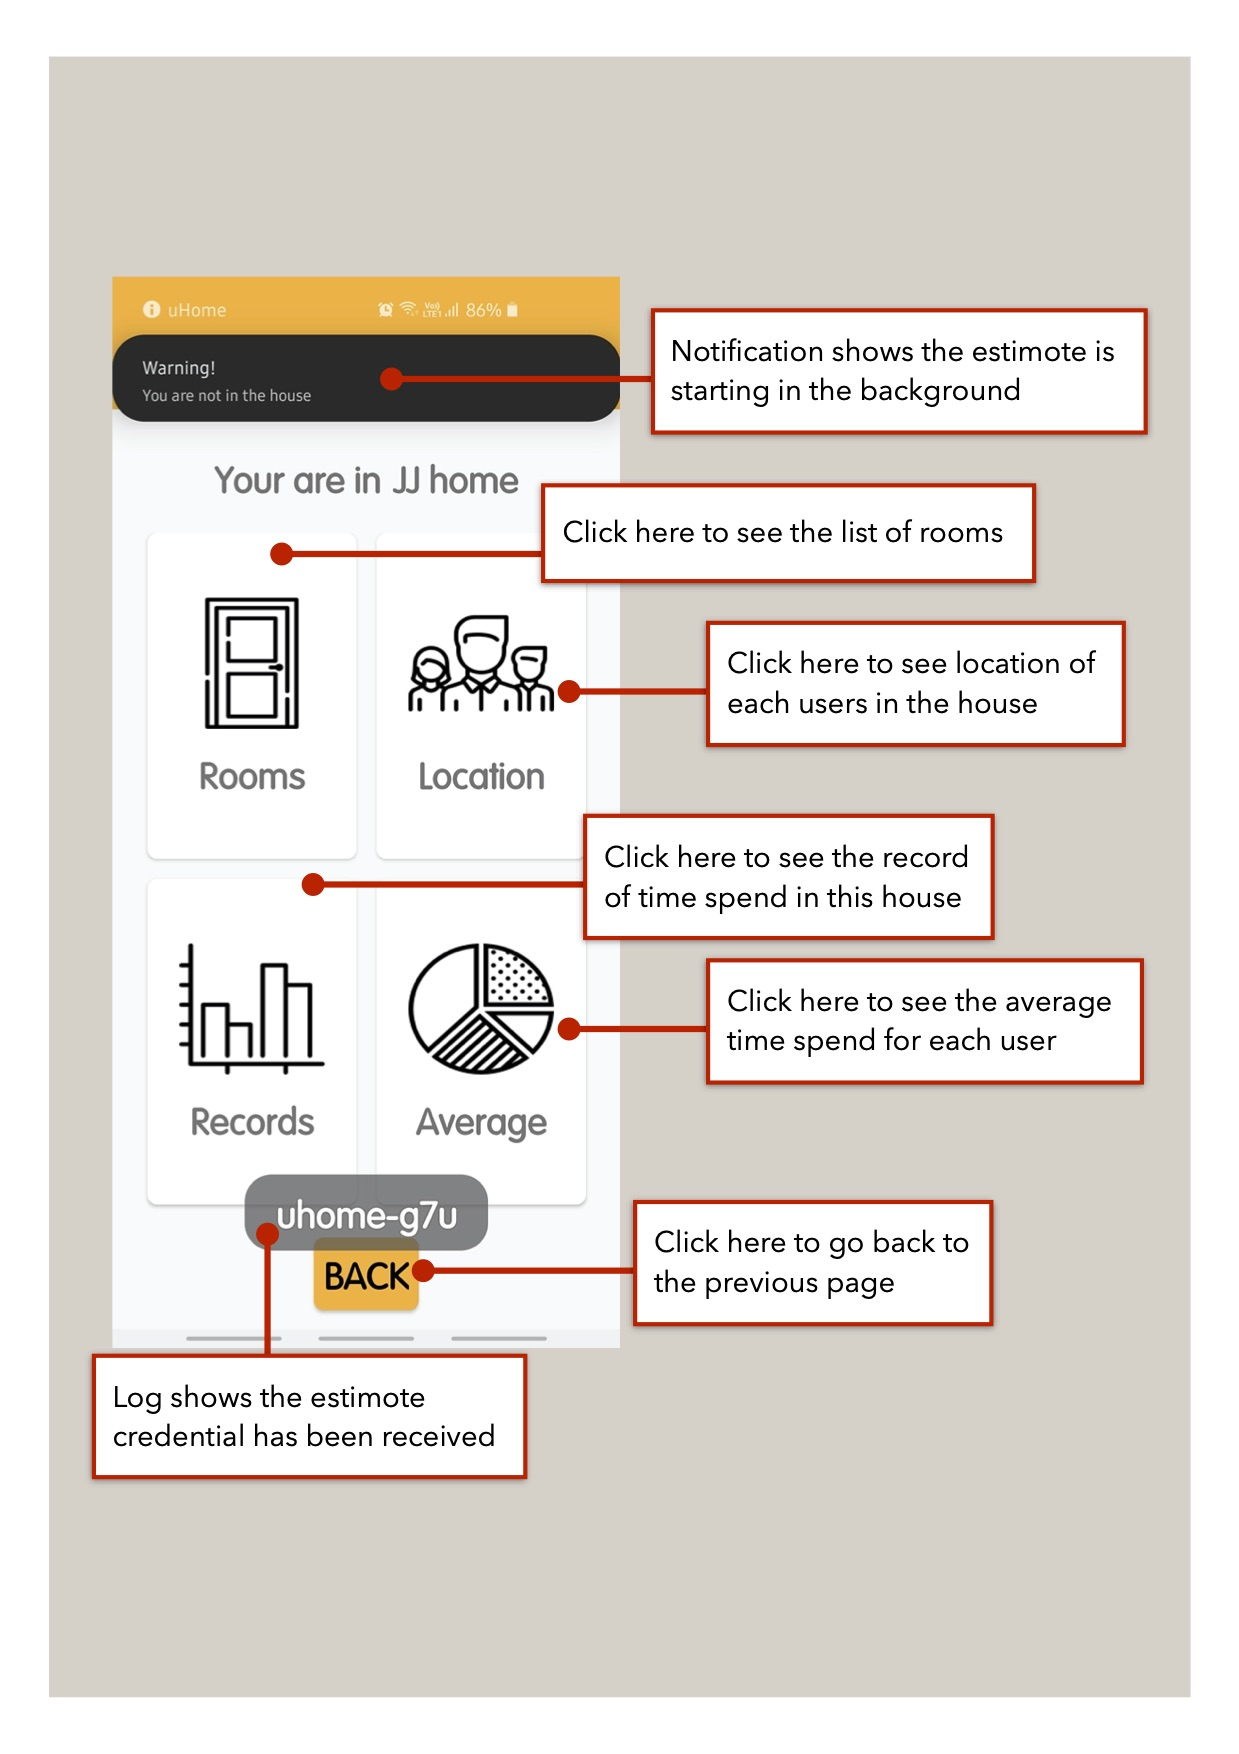 uHome
86%
Warning!
You are not in the house
Notification shows the estimote is
starting in the background
Your are in JJ home
Click here to see the list of rooms
Click here to see location of
each users in the house
Rooms
Location
Click here to see the record
of time spend in this house
Click here to see the average
time spend for each user
Records
Average
uhome-g7u
BACK
Click here to go back to
the previous page
Log shows the estimote
credential has been received